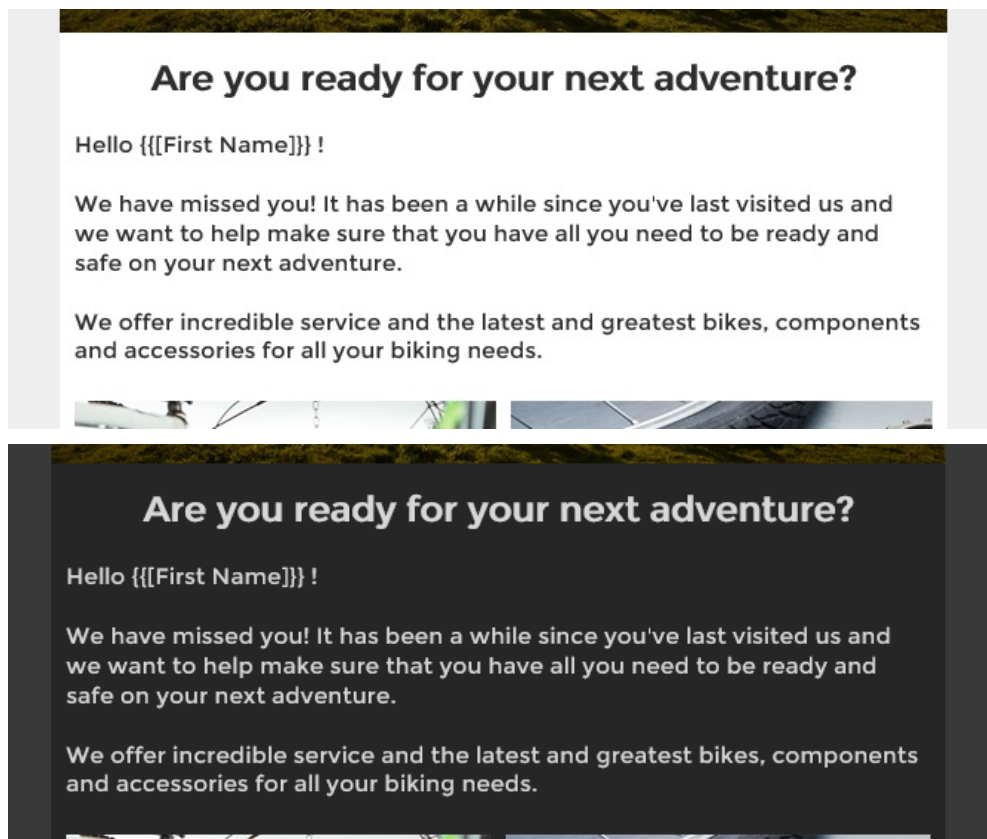 Are you ready for your next adventure?
Hello {{[First Name]}} !
We have missed you! It has been a while since you've last visited us and
we want to help make sure that you have all you need to be ready and
safe on your next adventure.
We offer incredible service and the latest and greatest bikes, components
and accessories for all your biking needs.
Are you ready for your next adventure?
Hello {{[First Name]}} !
We have missed you! It has been a while since you've last visited us and
we want to help make sure that you have all you need to be ready and
safe on your next adventure.
We offer incredible service and the latest and greatest bikes, components
and accessories for all your biking needs.